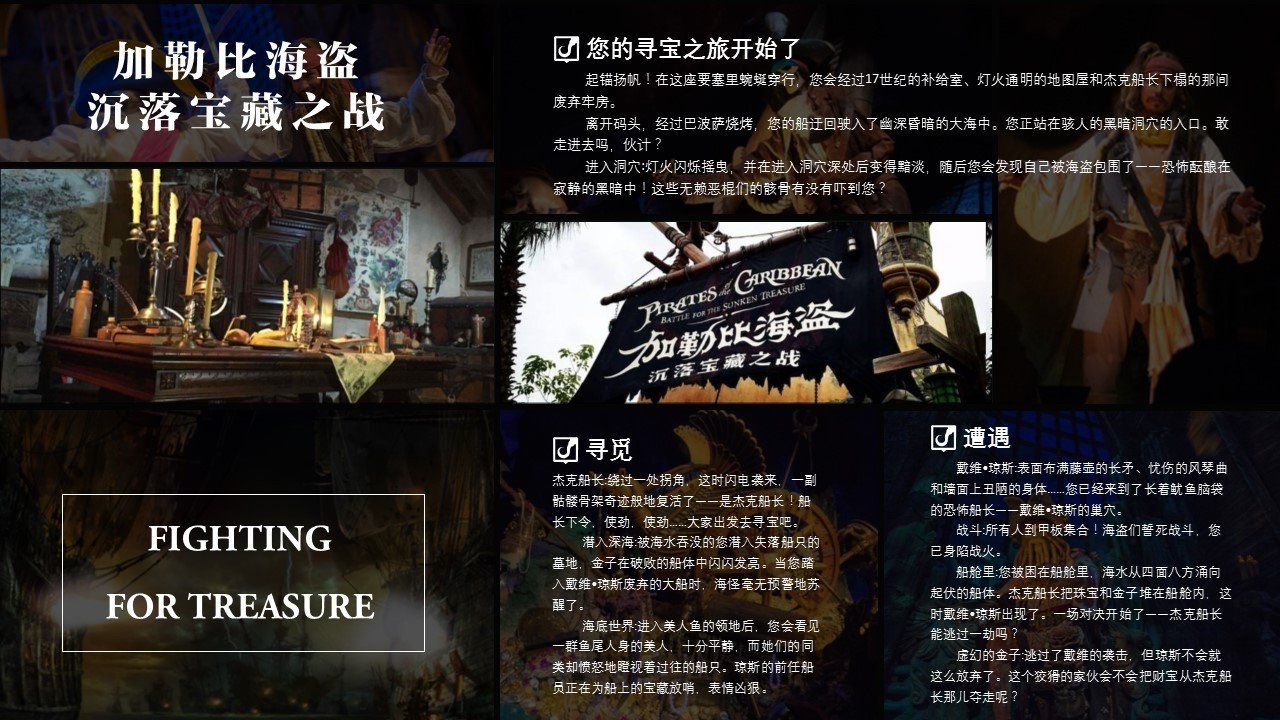 加勒比海盗
沉落宝藏之战
您的寻宝之旅开始了
起锚扬帆！在这座要塞里蜿蜒穿行，您会经过17世纪的补给室、灯火通明的地图屋和杰克船长下榻的那间
废弃牢房。
离开码头，经过巴波萨烧烤，您的船迂回驶入了幽深昏暗的大海中。您正站在骇人的黑暗洞穴的入口。敢
走进去吗，伙计？
进入洞穴:灯火闪烁摇曳，并在进入洞穴深处后变得黯淡，随后您会发现自己被海盗包围了——恐怖酝酿在
寂静的黑暗中！这些无赖恶棍们的骸骨有没有吓到您？
PIRATES of the CARIBBEAN
BATTLE FOR THE SUNKEN TREASURE
加勒比海盗
沉落宝藏之战
FIGHTING
FOR TREASURE
寻觅
杰克船长:绕过一处拐角，这时闪电袭来，一副
骷髅骨架奇迹般地复活了——是杰克船长！船
长下令，使劲，使劲……大家出发去寻宝吧。
潜入深海:被海水吞没的您潜入失落船只的
墓地，金子在破败的船体中闪闪发亮。当您踏
入戴维•琼斯废弃的大船时，海怪毫无预警地苏
醒了。
海底世界:进入美人鱼的领地后，您会看见
一群鱼尾人身的美人，十分平静，而她们的同
类却愤怒地瞪视着过往的船只。琼斯的前任船
员正在为船上的宝藏放哨，表情凶狠。
遭遇
戴维•琼斯:表面布满藤壶的长矛、忧伤的风琴曲
和墙面上丑陋的身体……您已经来到了长着鱿鱼脑袋
的恐怖船长——戴维•琼斯的巢穴。
战斗:所有人到甲板集合！海盗们誓死战斗，您
已身陷战火。
船舱里:您被困在船舱里，海水从四面八方涌向
起伏的船体。杰克船长把珠宝和金子堆在船舱内，这
时戴维•琼斯出现了。一场对决开始了——杰克船长
能逃过一劫吗？
虚幻的金子:逃过了戴维的袭击，但琼斯不会就
这么放弃了。这个狡猾的家伙会不会把财宝从杰克船
长那儿夺走呢？